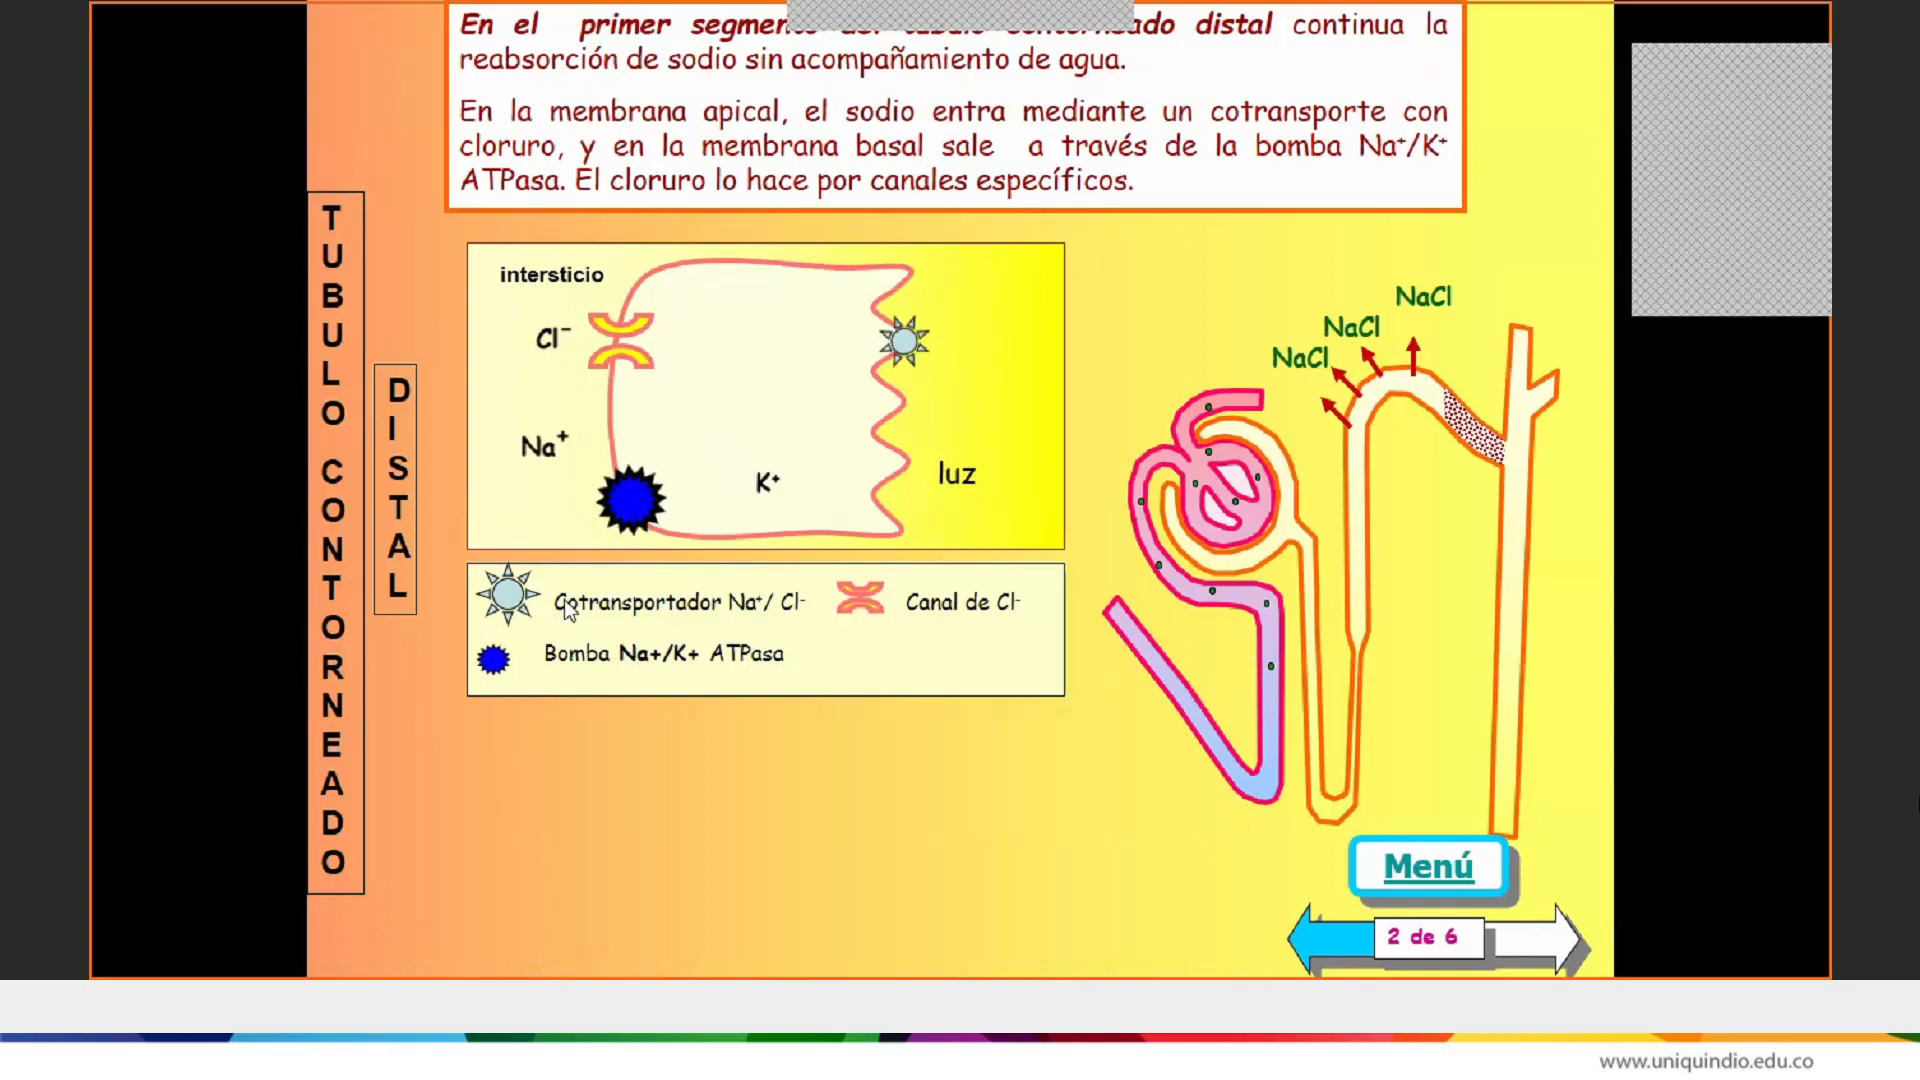 En el primer distal continua la
reabsorción de sodio sin acompañamiento de agua.
En la membrana apical, el sodio entra mediante un cotransporte con
cloruro, y en la membrana basal sale a través de la bomba Na⁺/K⁺
ATPasa. El cloruro lo hace por canales específicos.
TUBULO CONTORNEADO
DISTAL
intersticio
Cl⁻
Na⁺
K⁺
luz
NaCl
NaCl
NaCl
Cotransportador Na⁺/ Cl⁻
Canal de Cl⁻
Bomba Na+/K+ ATPasa
Menú
2 de 6
www.uniquindio.edu.co